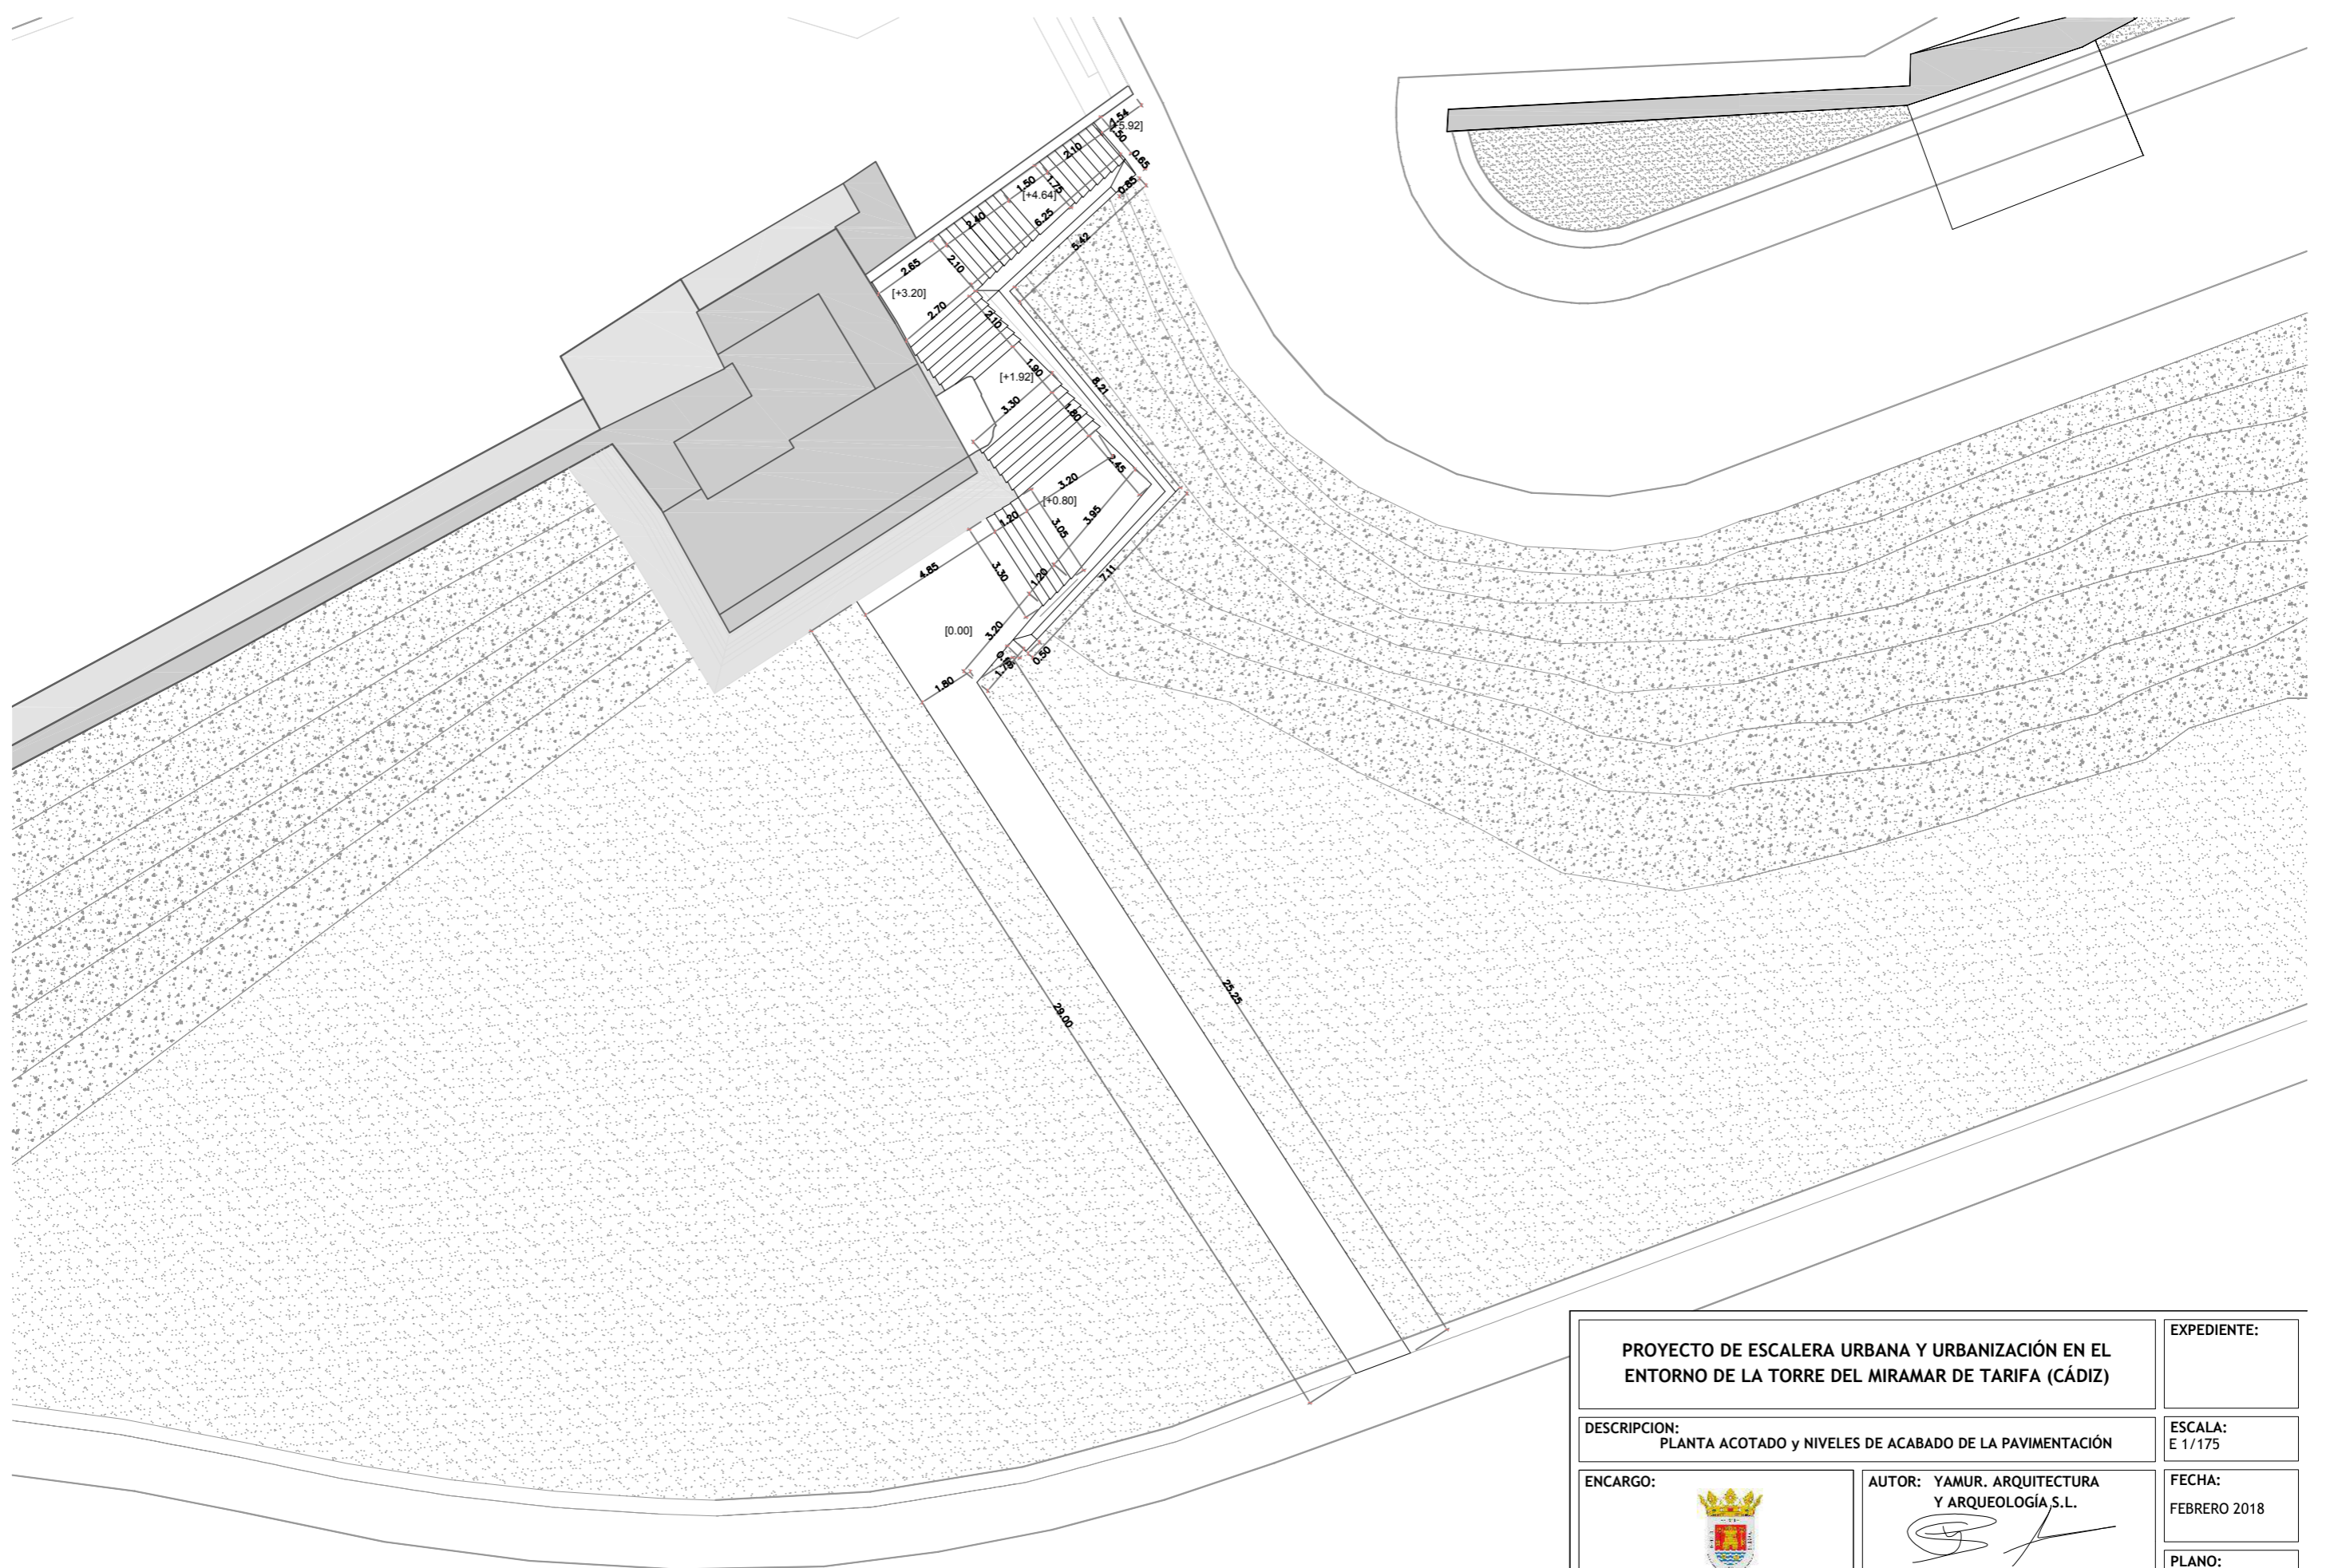 1.54
[+5.92]
2.10
0.65
1.50
1.75
[+4.64]
0.85
2.40
6.25
5.42
2.65
2.10
[+3.20]
2.70
2.10
1.90
[+1.92]
8.21
3.30
1.80
2.45
3.20
[+0.80]
1.20
3.05
3.95
4.85
3.30
1.20
7.11
[0.00]
3.20
0.50
1.80
29.00
25.25
PROYECTO DE ESCALERA URBANA Y URBANIZACIÓN EN EL
ENTORNO DE LA TORRE DEL MIRAMAR DE TARIFA (CÁDIZ)
EXPEDIENTE:
DESCRIPCION:
PLANTA ACOTADO y NIVELES DE ACABADO DE LA PAVIMENTACIÓN
ESCALA:
E 1/175
ENCARGO:
AUTOR: YAMUR. ARQUITECTURA
Y ARQUEOLOGÍA S.L.
FECHA:
FEBRERO 2018
PLANO: